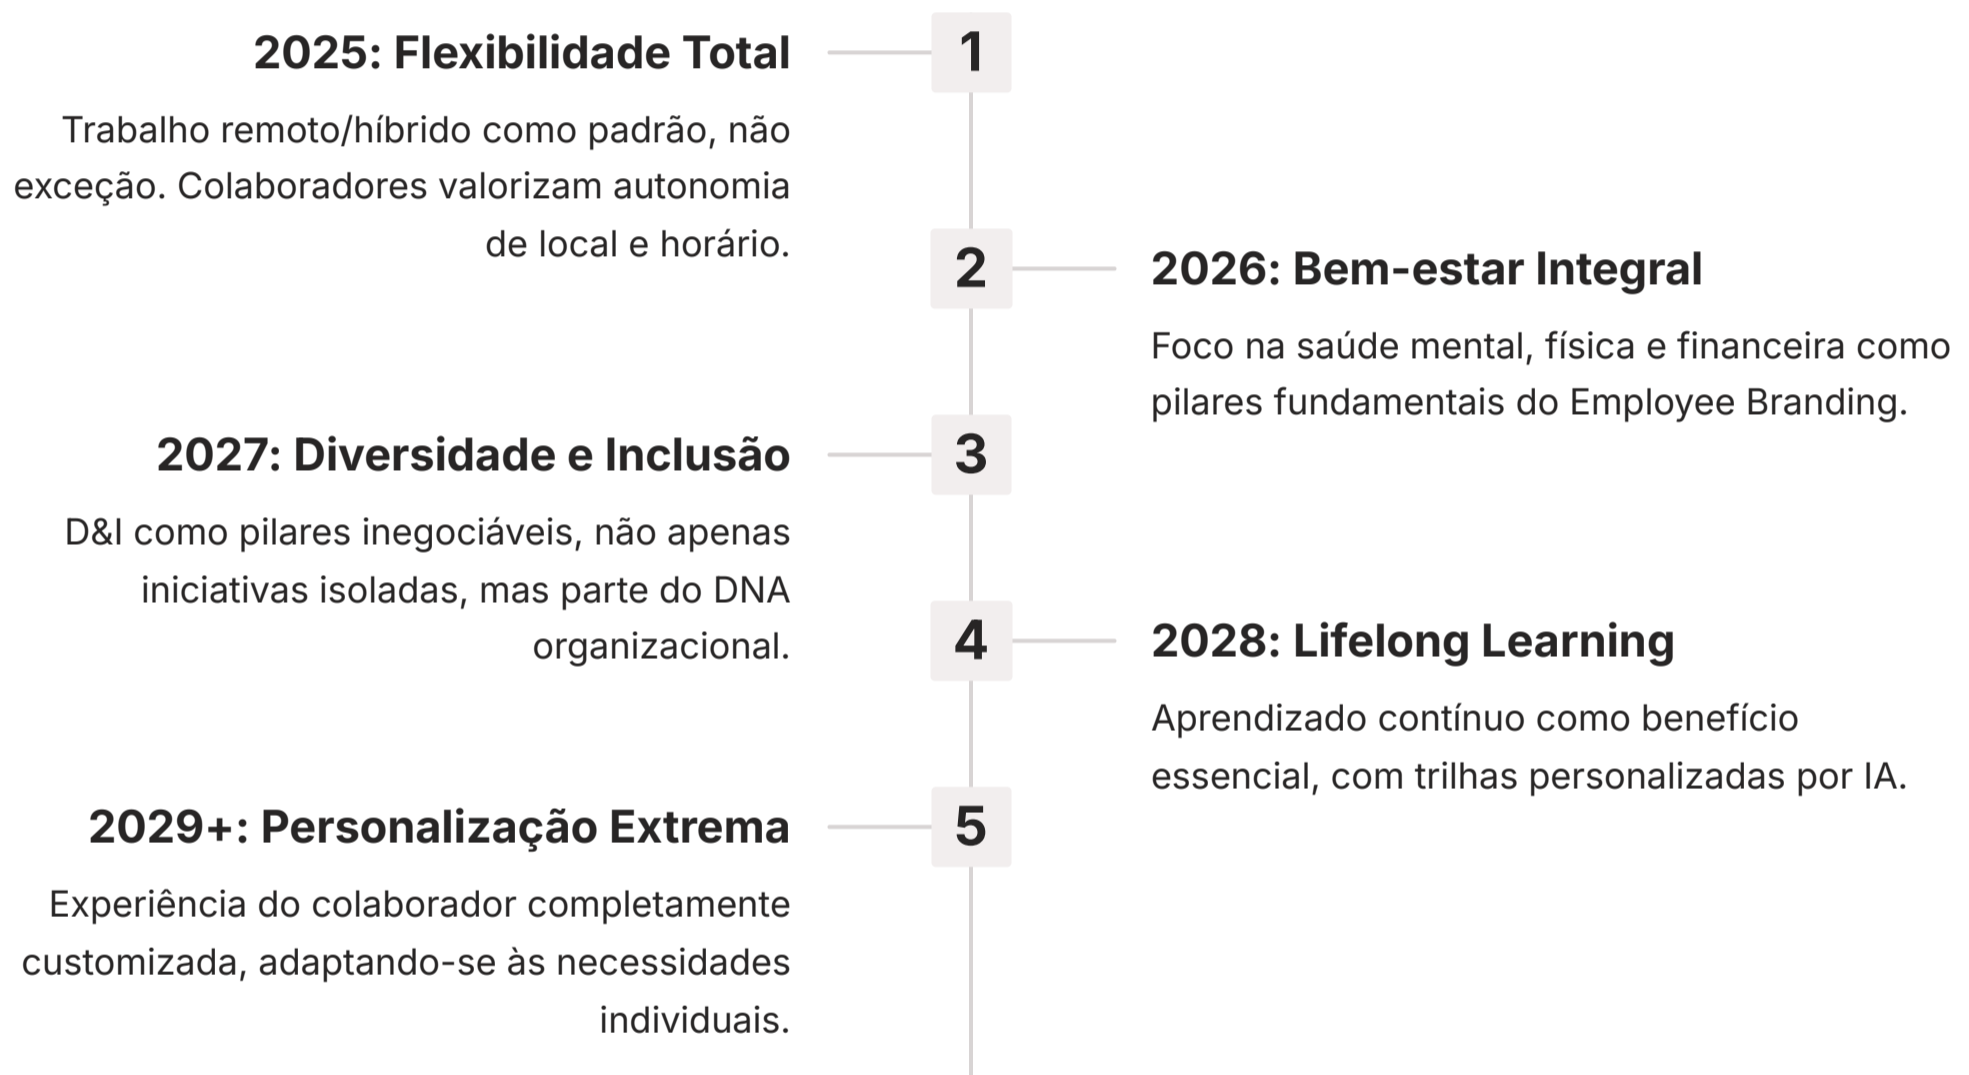 2025: Flexibilidade Total
1
Trabalho remoto/híbrido como padrão, não
exceção. Colaboradores valorizam autonomia
de local e horário.
2
2026: Bem-estar Integral
Foco na saúde mental, física e financeira como
pilares fundamentais do Employee Branding.
2027: Diversidade e Inclusão
3
D&I como pilares inegociáveis, não apenas
iniciativas isoladas, mas parte do DNA
organizacional.
4
2028: Lifelong Learning
Aprendizado contínuo como benefício
essencial, com trilhas personalizadas por IA.
2029+: Personalização Extrema
5
Experiência do colaborador completamente
customizada, adaptando-se às necessidades
individuais.